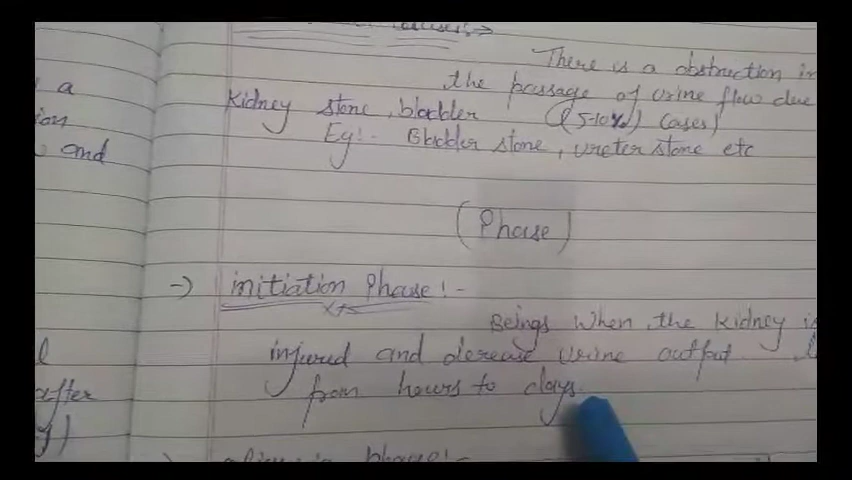 There is a obstruction in
the passage of urine flow due
Kidney stone, bladder (5-10%) Cases)
Eg:- Bladder stone, ureter stone etc
(Phase)
→) initiation Phase:-
Beings When the kidney is
injured and decrease urine output
from hours to days.
a
ion
and
after